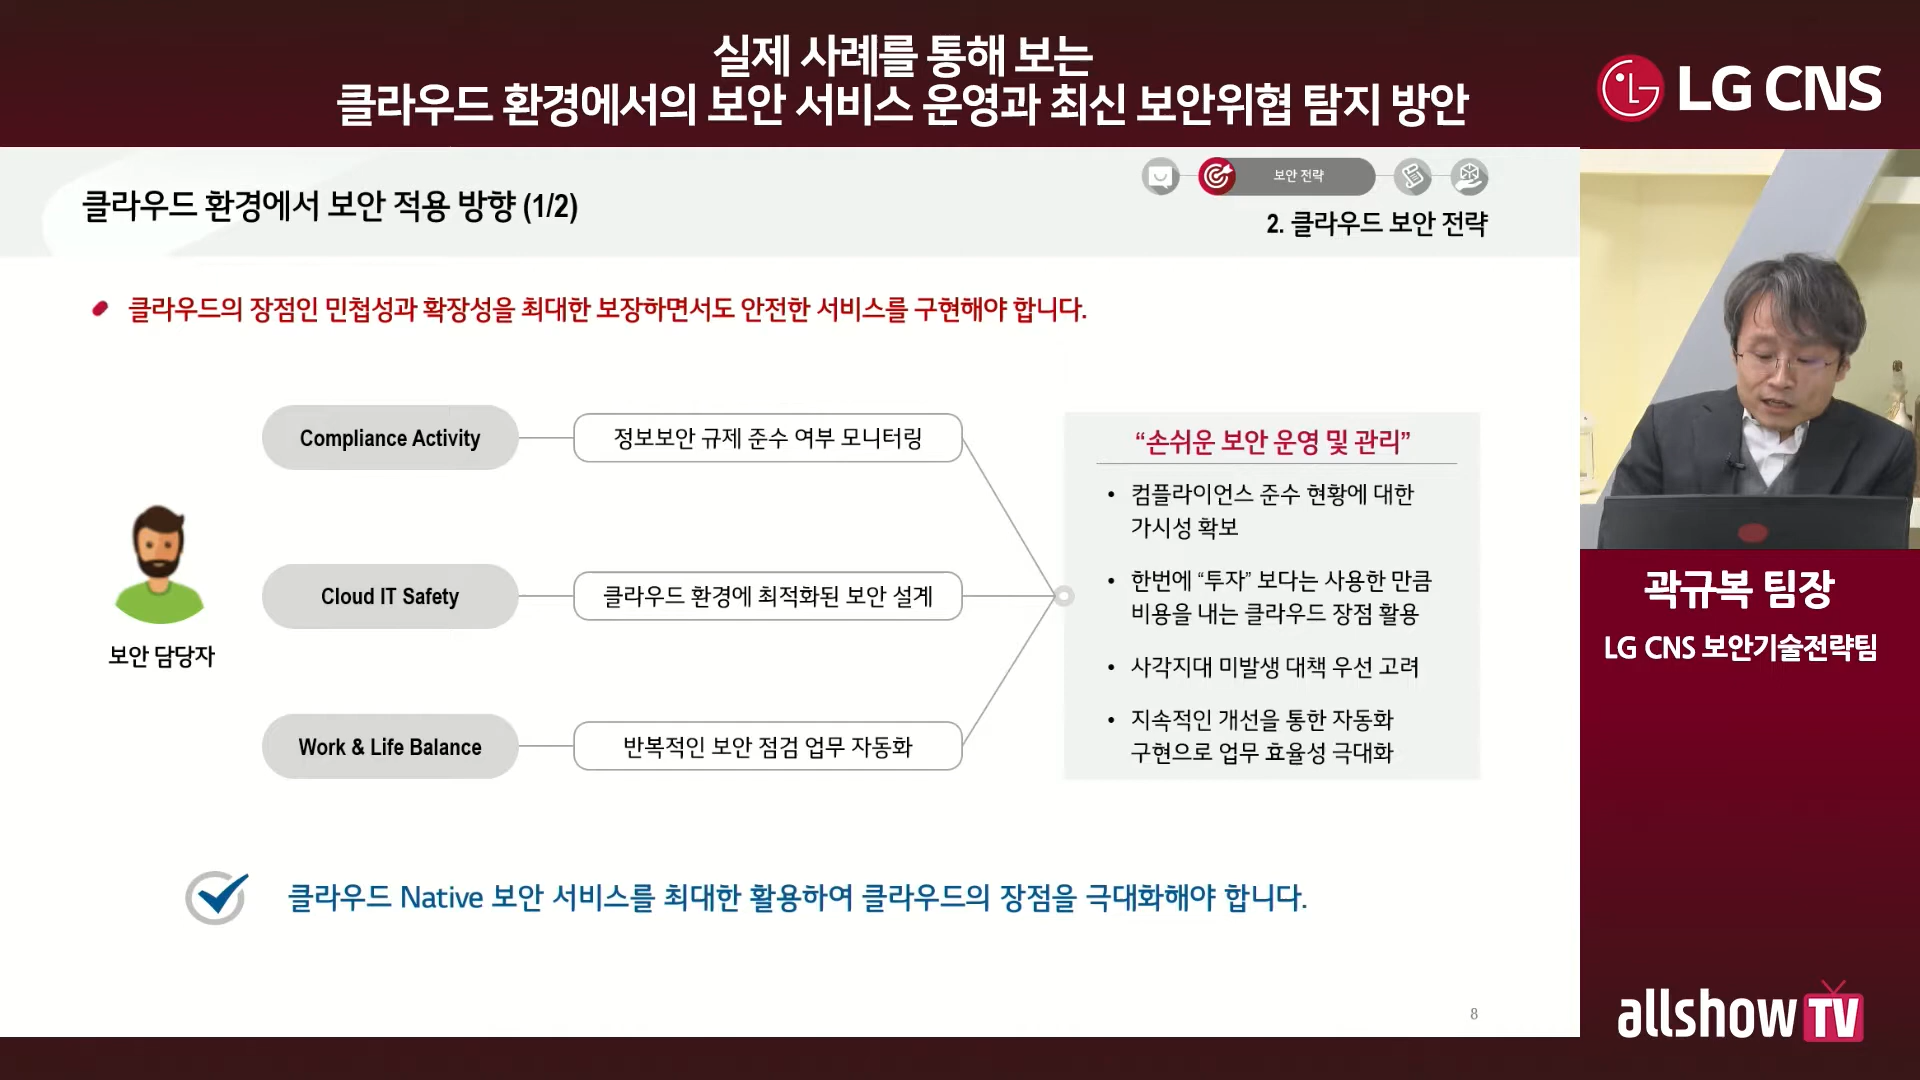 실제 사례를 통해 보는
클라우드 환경에서의 보안 서비스 운영과 최신 보안위협 탐지 방안
LG CNS
클라우드 환경에서 보안 적용 방향 (1/2)
보안 전략
2. 클라우드 보안 전략
클라우드의 장점인 민첩성과 확장성을 최대한 보장하면서도 안전한 서비스를 구현해야 합니다.
보안 담당자
Compliance Activity
정보보안 규제 준수 여부 모니터링
Cloud IT Safety
클라우드 환경에 최적화된 보안 설계
Work & Life Balance
반복적인 보안 점검 업무 자동화
“손쉬운 보안 운영 및 관리”
• 컴플라이언스 준수 현황에 대한
가시성 확보
• 한번에 “투자” 보다는 사용한 만큼
비용을 내는 클라우드 장점 활용
• 사각지대 미발생 대책 우선 고려
• 지속적인 개선을 통한 자동화
구현으로 업무 효율성 극대화
클라우드 Native 보안 서비스를 최대한 활용하여 클라우드의 장점을 극대화해야 합니다.
8
곽규복 팀장
LG CNS 보안기술전략팀
allshow TV